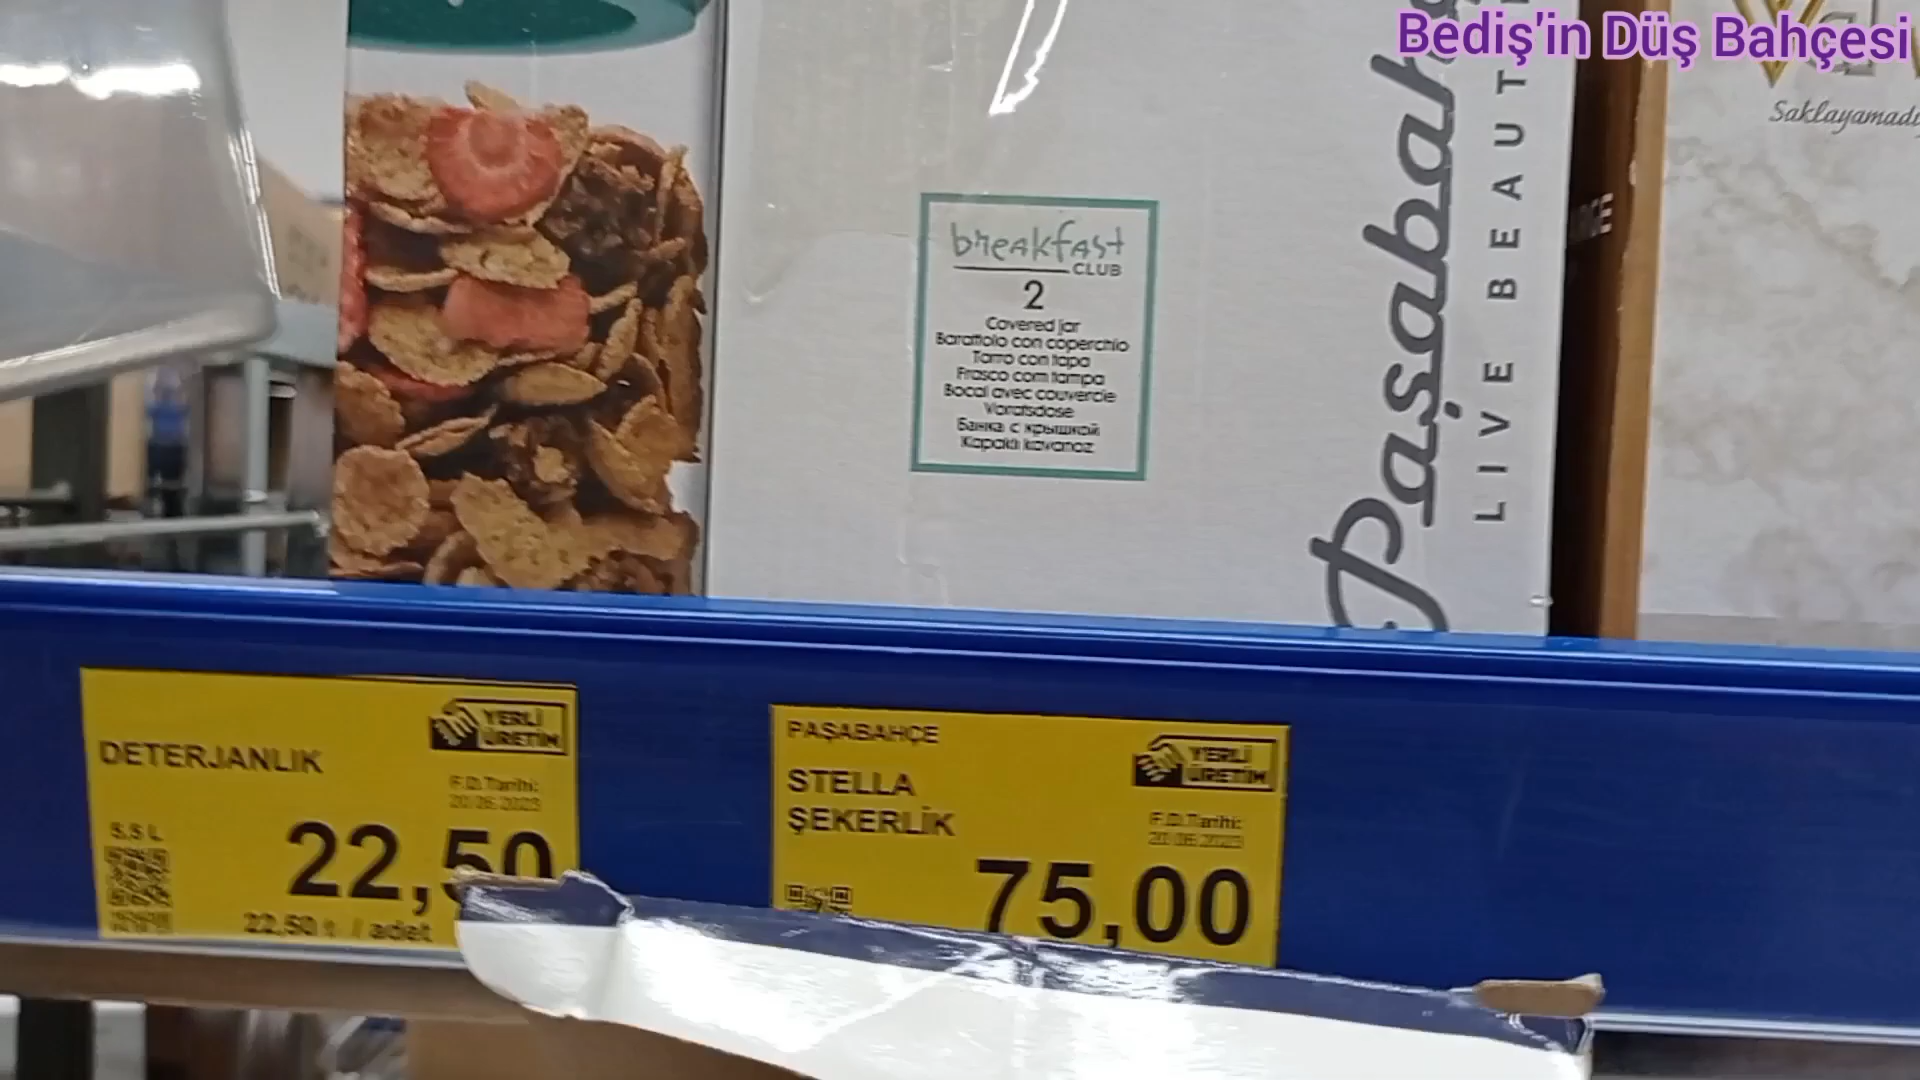 Bediş'in Düş Bahçesi
Saklayamadı
breakfast
CLUB
2
Covered jar
Barattolo con coperchio
Tarro con tapa
Frasco com tampa
Bocal avec couvercle
Vorratsdose
Банка с крышкой
Kapaklı kavanoz
Paşabah
LIVE BEAUT
DETERJANLIK
YERLİ
ÜRETİM
F.D.Tarihi:
20.06.2023
5.5 L
22,50
22,50 t / adet
PAŞABAHÇE
STELLA
ŞEKERLİK
YERLİ
ÜRETİM
F.D.Tarihi:
20.06.2023
75,00